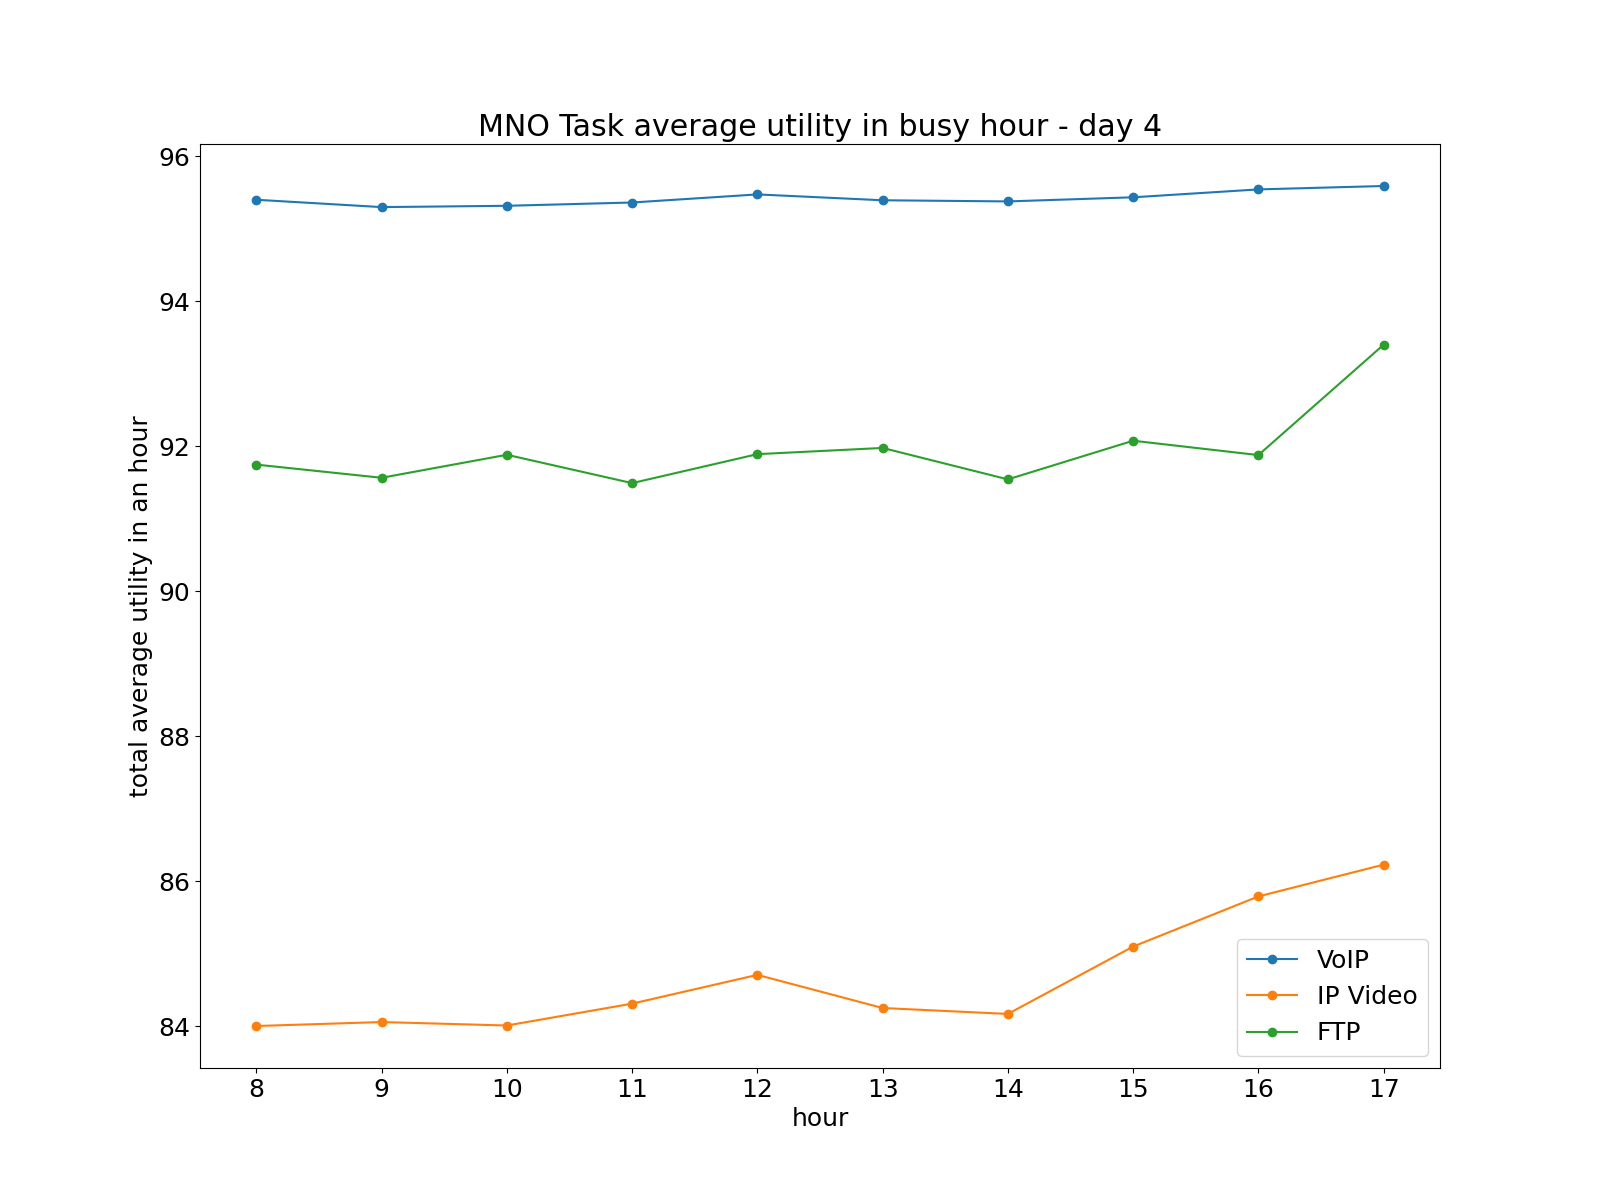 MNO Task average utility in busy hour - day 4
total average utility in an hour
96
94
92
90
88
86
84
8 9 10 11 12 13 14 15 16 17
hour
VoIP
IP Video
FTP